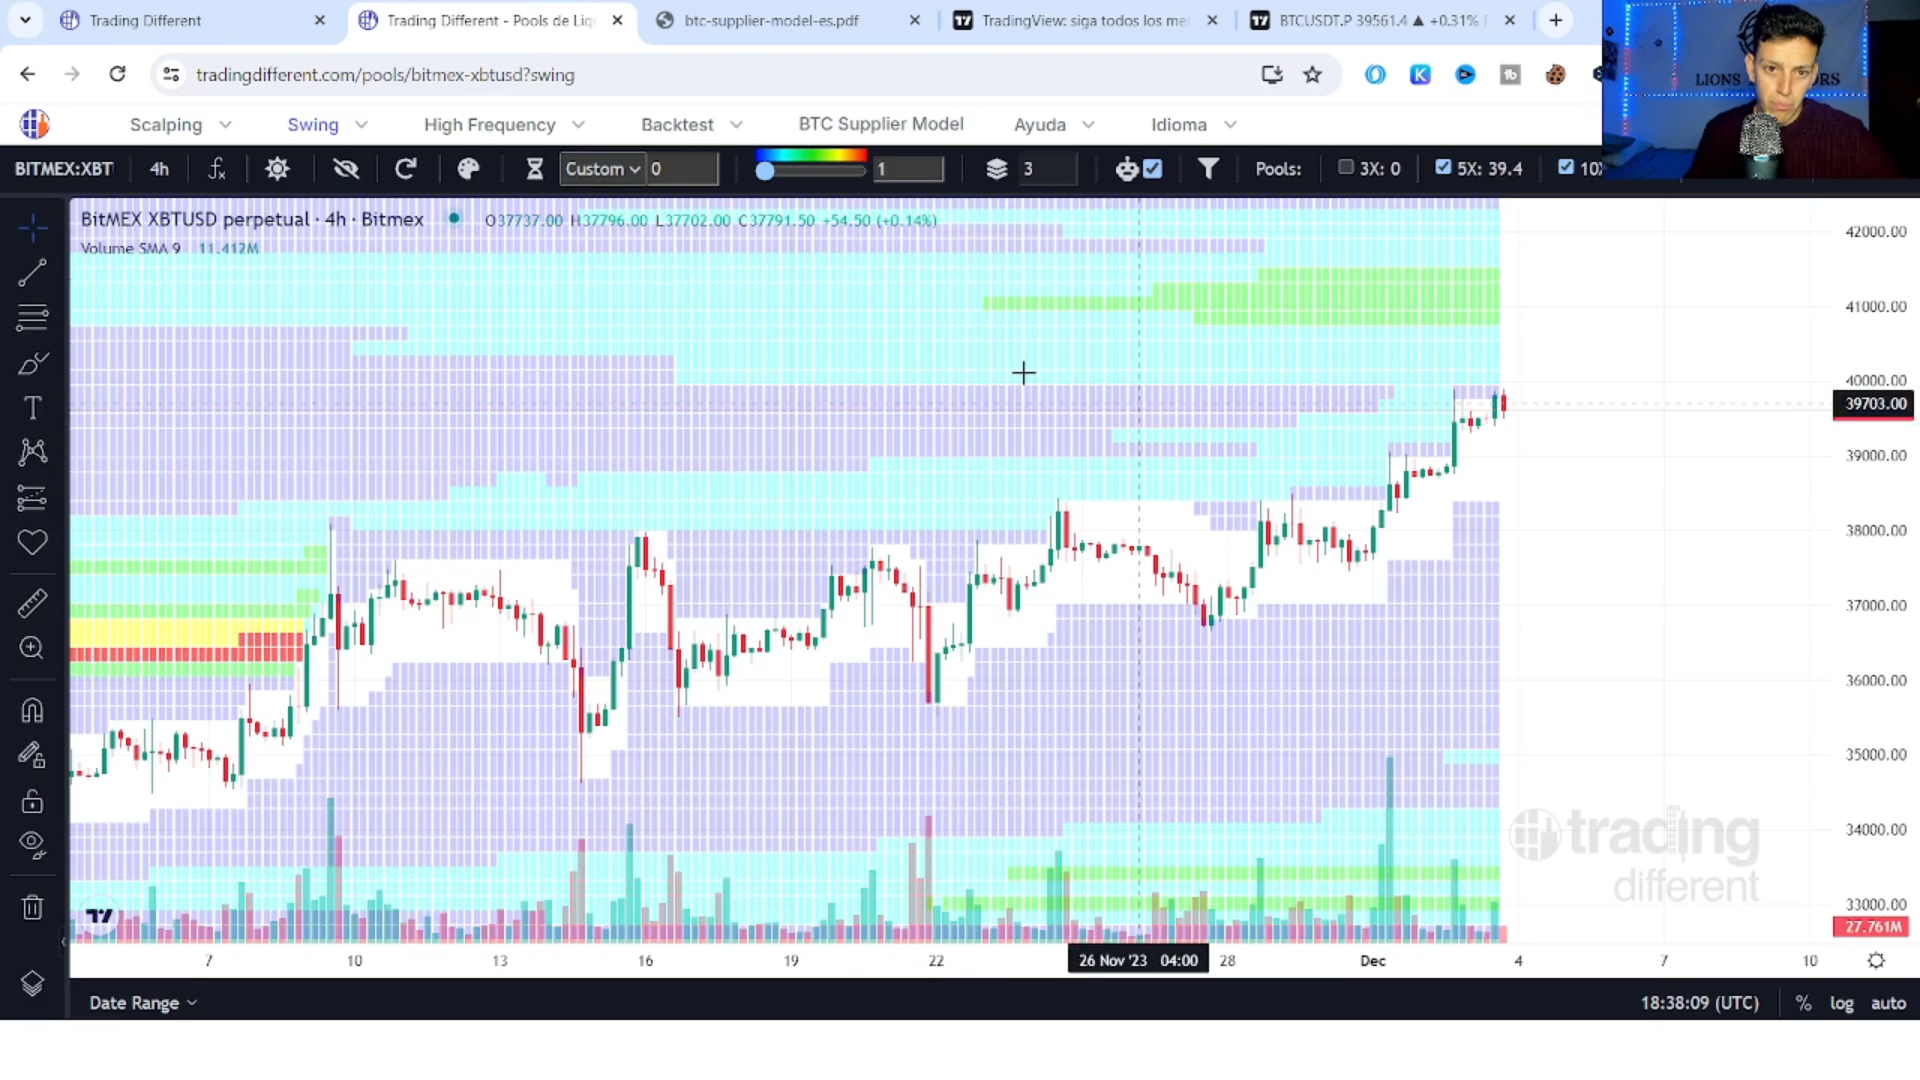 Trading Different
Trading Different - Pools de Liq
btc-supplier-model-es.pdf
TradingView: siga todos los me
BTCUSDT.P 39561.4 ▲ +0.31%
tradingdifferent.com/pools/bitmex-xbtusd?swing
LIONS
ORS
Scalping
Swing
High Frequency
Backtest
BTC Supplier Model
Ayuda
Idioma
BITMEX:XBT
4h
Custom
0
1
3
Pools:
3X: 0
5X: 39.4
10
BitMEX XBTUSD perpetual · 4h · Bitmex
O37737.00 H37796.00 L37702.00 C37791.50 +54.50 (+0.14%)
Volume SMA 9 11.412M
42000.00
41000.00
40000.00
39703.00
39000.00
38000.00
37000.00
36000.00
35000.00
34000.00
33000.00
27.761M
trading
different
7
10
13
16
19
22
26 Nov '23 04:00
28
Dec
4
7
10
Date Range
18:38:09 (UTC)
%
log
auto